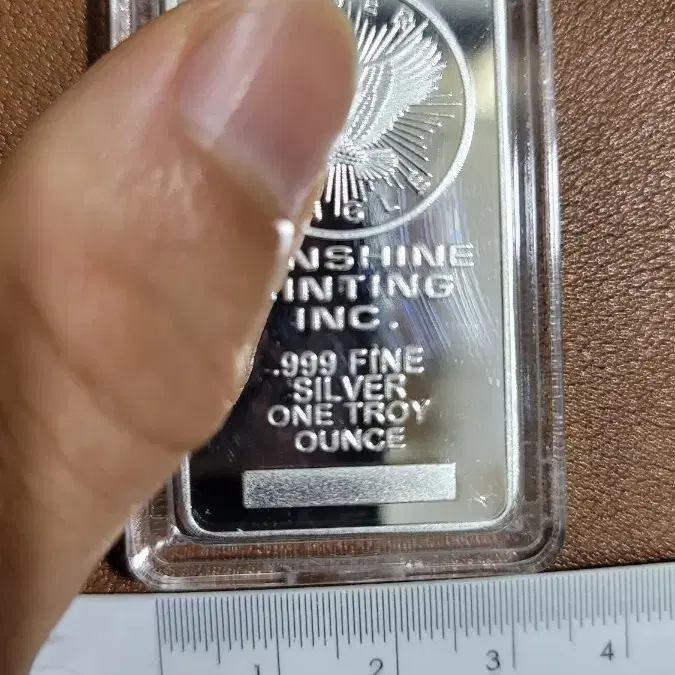 NSHINE
INTING
INC.
.999 FINE
SILVER
ONE TROY
OUNCE
1 2 3 4